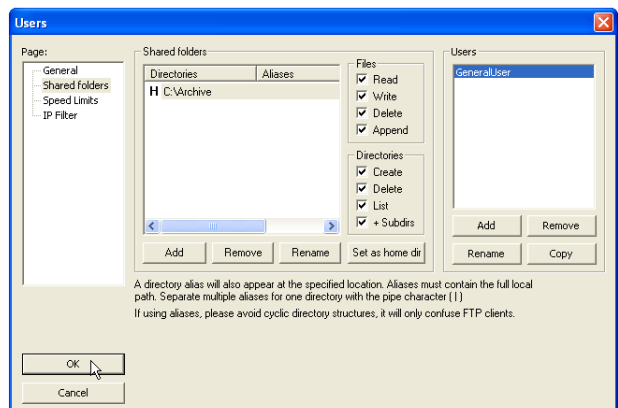 Users
Page:
General
Shared folders
Speed Limits
IP Filter
Shared folders
Directories Aliases
H C:\Archive
Files
Read
Write
Delete
Append
Directories
Create
Delete
List
+ Subdirs
Add Remove Rename Set as home dir
Users
GeneralUser
Add Remove
Rename Copy
A directory alias will also appear at the specified location. Aliases must contain the full local
path. Separate multiple aliases for one directory with the pipe character ( | )
If using aliases, please avoid cyclic directory structures, it will only confuse FTP clients.
OK
Cancel